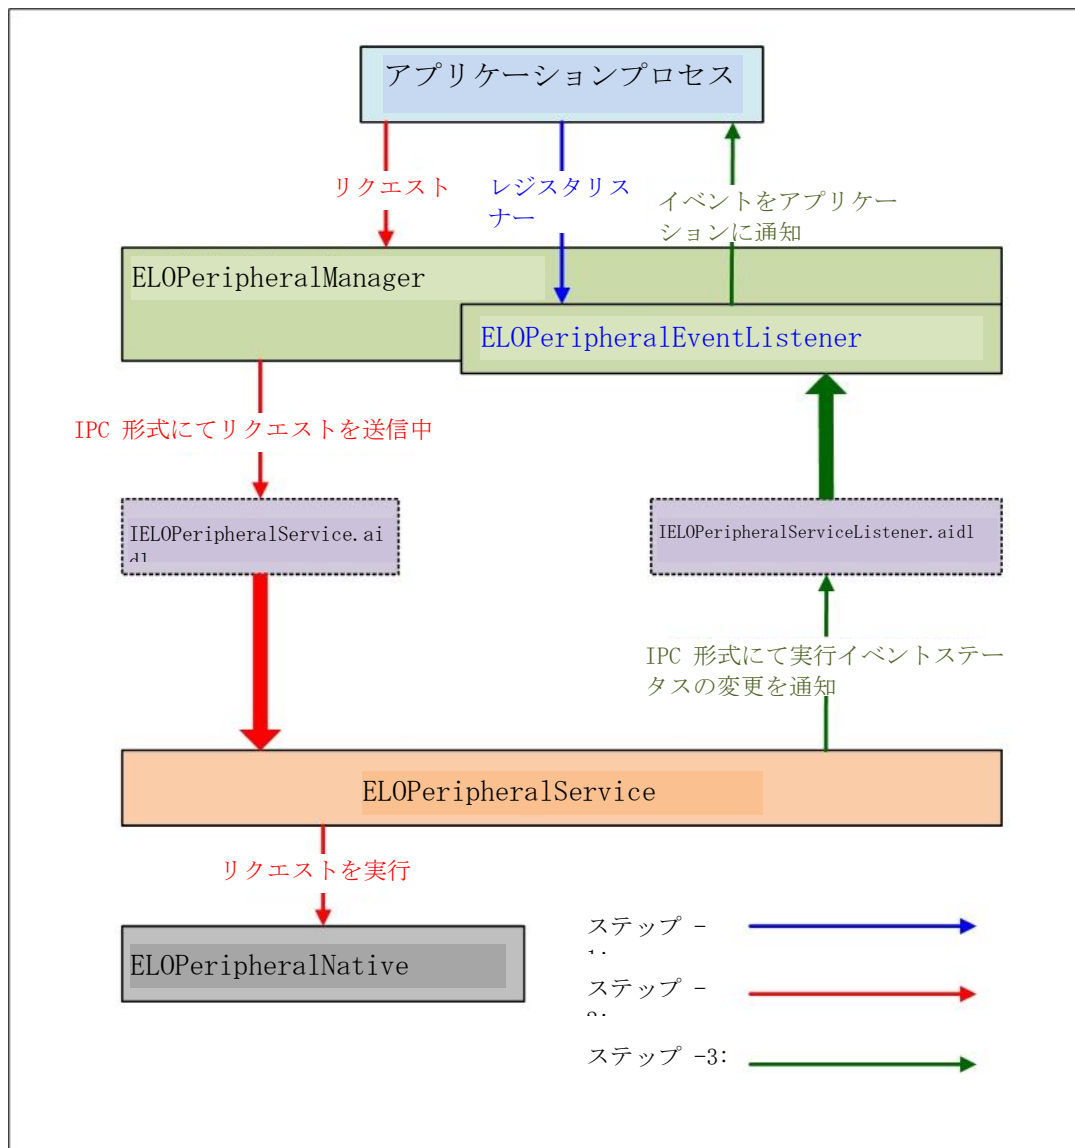 アプリケーションプロセス
リクエスト
レジスタリス
ナー
イベントをアプリケー
ションに通知
ELOPeripheralManager
ELOPeripheralEventListener
IPC 形式にてリクエストを送信中
IELOPeripheralService.ai
dl
IELOPeripheralServiceListener.aidl
IPC 形式にて実行イベントステー
タスの変更を通知
ELOPeripheralService
リクエストを実行
ELOPeripheralNative
ステップ -
1:
ステップ -
2:
ステップ -3: